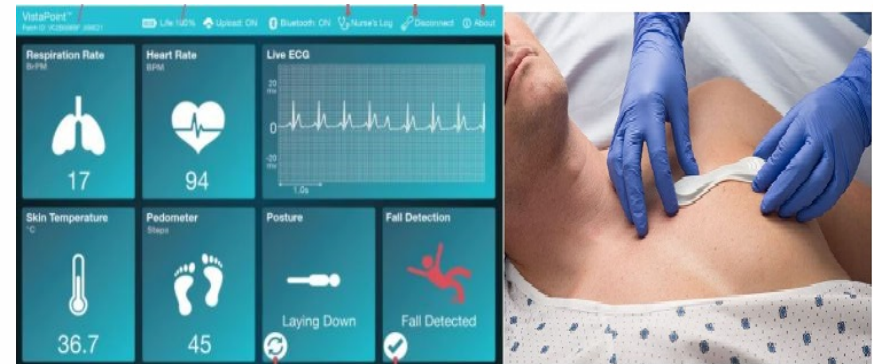 VistaPoint™
Life 100% Upload: ON Bluetooth: ON Nurse's Log Disconnect About
Respiration Rate
BrPM
17
Heart Rate
BPM
94
Live ECG
20
0
-20
1.0s
Skin Temperature
°C
36.7
Pedometer
Steps
45
Posture
Laying Down
Fall Detection
Fall Detected